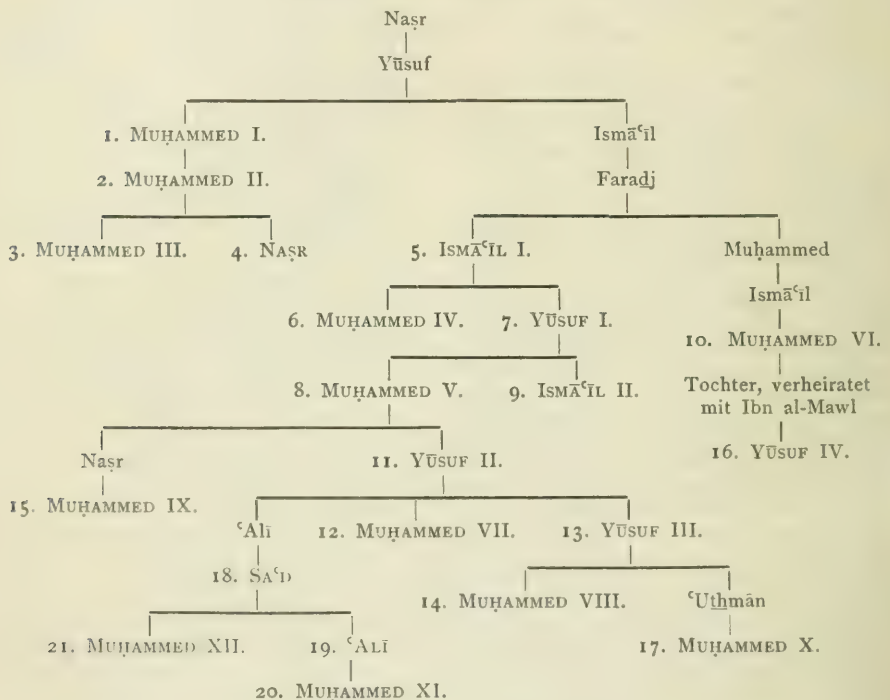 Naṣr
Yūsuf
1. MUḤAMMED I. Ismāʿīl
2. MUḤAMMED II. Faradj
3. MUḤAMMED III. 4. NAṢR 5. ISMĀʿĪL I. Muḥammed
Ismāʿīl
6. MUḤAMMED IV. 7. YŪSUF I.
10. MUḤAMMED VI.
8. MUḤAMMED V. 9. ISMĀʿĪL II. Tochter, verheiratet
mit Ibn al-Mawl
Naṣr 11. YŪSUF II. 16. YŪSUF IV.
15. MUḤAMMED IX.
ʿAlī 12. MUḤAMMED VII. 13. YŪSUF III.
18. SAʿD
14. MUḤAMMED VIII. ʿUthmān
21. MUḤAMMED XII. 19. ʿALĪ 17. MUḤAMMED X.
20. MUḤAMMED XI.